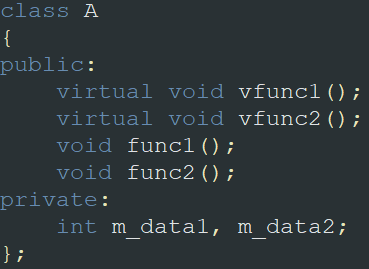 class A
{
public:
    virtual void vfunc1();
    virtual void vfunc2();
    void func1();
    void func2();
private:
    int m_data1, m_data2;
};